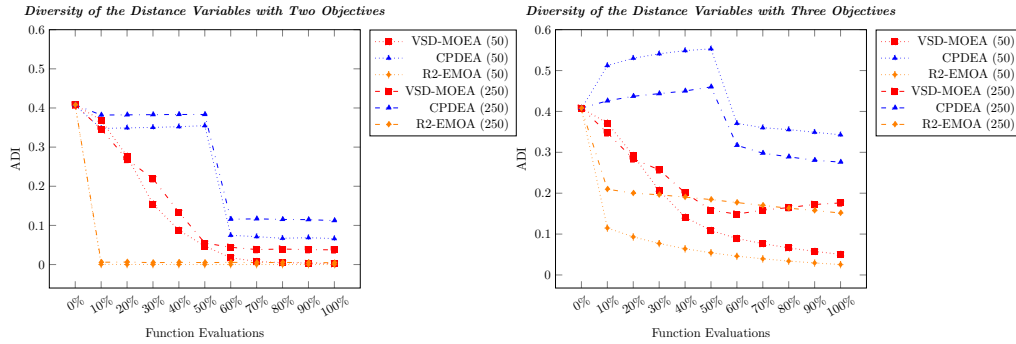 Diversity of the Distance Variables with Two Objectives
0.6
0.5
0.4
0.3
0.2
0.1
0
ADI
0%
10%
20%
30%
40%
50%
60%
70%
80%
90%
100%
Function Evaluations
VSD-MOEA (50)
CPDEA (50)
R2-EMOA (50)
VSD-MOEA (250)
CPDEA (250)
R2-EMOA (250)
Diversity of the Distance Variables with Three Objectives
0.6
0.5
0.4
0.3
0.2
0.1
0
ADI
0%
10%
20%
30%
40%
50%
60%
70%
80%
90%
100%
Function Evaluations
VSD-MOEA (50)
CPDEA (50)
R2-EMOA (50)
VSD-MOEA (250)
CPDEA (250)
R2-EMOA (250)